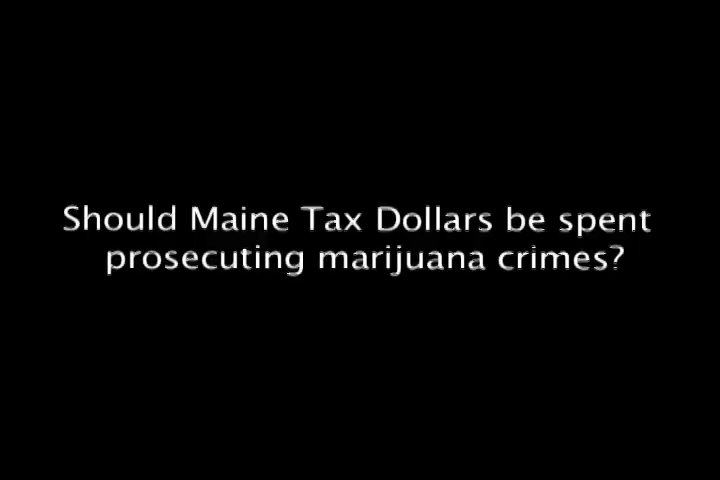 Should Maine Tax Dollars be spent
prosecuting marijuana crimes?